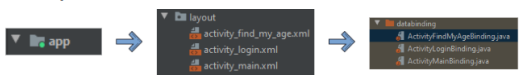 app
layout
activity_find_my_age.xml
activity_login.xml
activity_main.xml
databinding
ActivityFindMyAgeBinding.java
ActivityLoginBinding.java
ActivityMainBinding.java